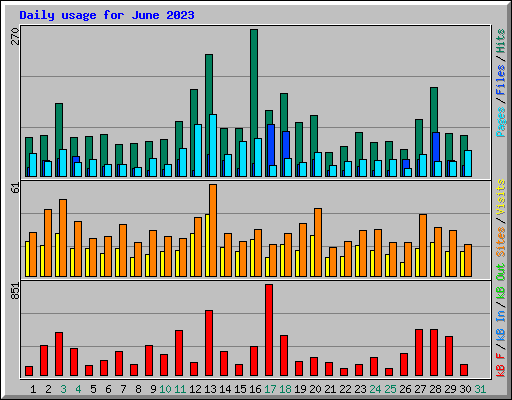 Daily usage for June 2023
270
Pages / Files / Hits
61
Sites / Visits
851
kB F / kB In / kB Out
1 2 3 4 5 6 7 8 9 10 11 12 13 14 15 16 17 18 19 20 21 22 23 24 25 26 27 28 29 30 31